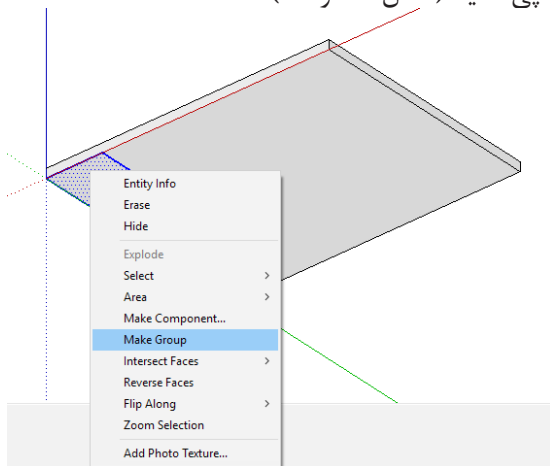 Entity Info
Erase
Hide
Explode
Select
Area
Make Component...
Make Group
Intersect Faces
Reverse Faces
Flip Along
Zoom Selection
Add Photo Texture...